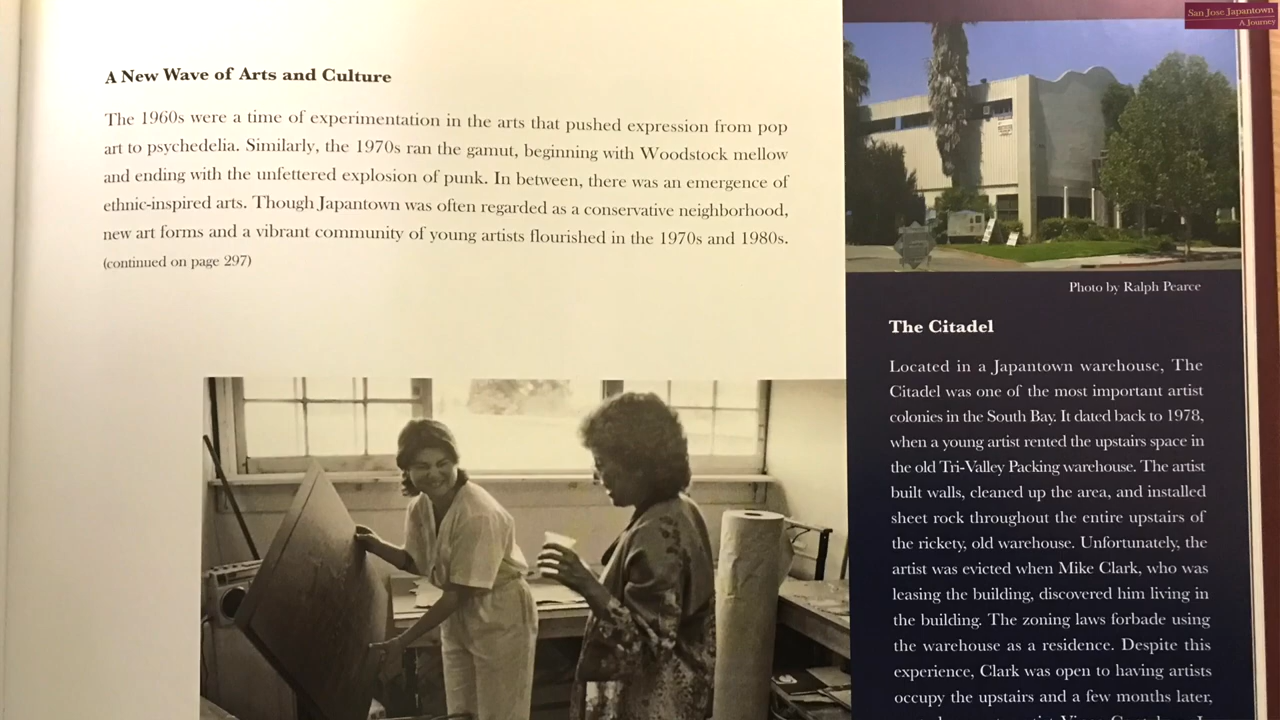 San Jose Japantown
A Journey
A New Wave of Arts and Culture
The 1960s were a time of experimentation in the arts that pushed expression from pop
art to psychedelia. Similarly, the 1970s ran the gamut, beginning with Woodstock mellow
and ending with the unfettered explosion of punk. In between, there was an emergence of
ethnic-inspired arts. Though Japantown was often regarded as a conservative neighborhood,
new art forms and a vibrant community of young artists flourished in the 1970s and 1980s.
(continued on page 297)
Photo by Ralph Pearce
The Citadel
Located in a Japantown warehouse, The
Citadel was one of the most important artist
colonies in the South Bay. It dated back to 1978,
when a young artist rented the upstairs space in
the old Tri-Valley Packing warehouse. The artist
built walls, cleaned up the area, and installed
sheet rock throughout the entire upstairs of
the rickety, old warehouse. Unfortunately, the
artist was evicted when Mike Clark, who was
leasing the building, discovered him living in
the building. The zoning laws forbade using
the warehouse as a residence. Despite this
experience, Clark was open to having artists
occupy the upstairs and a few months later,